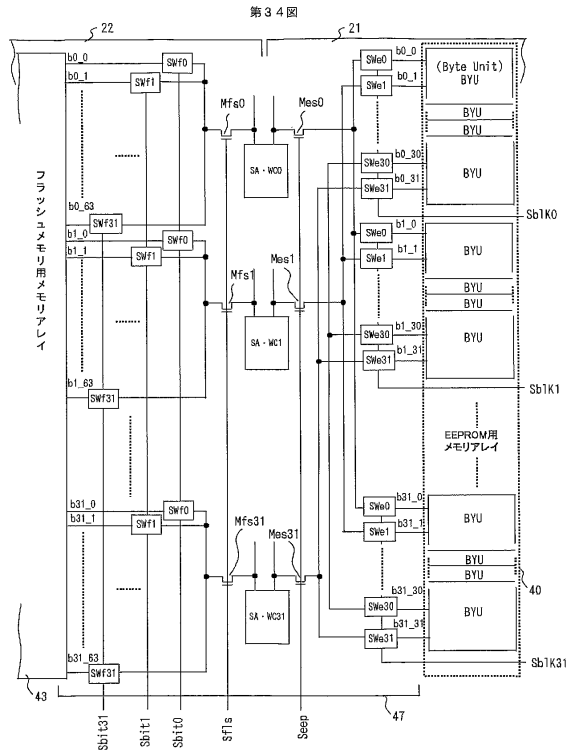 第34図
22
21
b0_0
SWf0
b0_1
SWf1
Mfs0
Mes0
SA・WC0
SWe0
b0_0
SWe1
b0_1
(Byte Unit)
BYU
BYU
BYU
SWe30
b0_30
SWe31
b0_31
BYU
SblK0
フラッシュメモリ用メモリアレイ
b0_63
SWf31
b1_0
SWf0
b1_1
SWf1
Mfs1
Mes1
SA・WC1
SWe0
b1_0
SWe1
b1_1
BYU
BYU
BYU
SWe30
b1_30
SWe31
b1_31
BYU
SblK1
b1_63
SWf31
EEPROM用
メモリアレイ
b31_0
SWf0
b31_1
SWf1
Mfs31
Mes31
SA・WC31
SWe0
b31_0
SWe1
b31_1
BYU
BYU
BYU
40
SWe30
b31_30
SWe31
b31_31
BYU
SblK31
b31_63
SWf31
43
47
Sbit31
Sbit1
Sbit0
Sfls
Seep